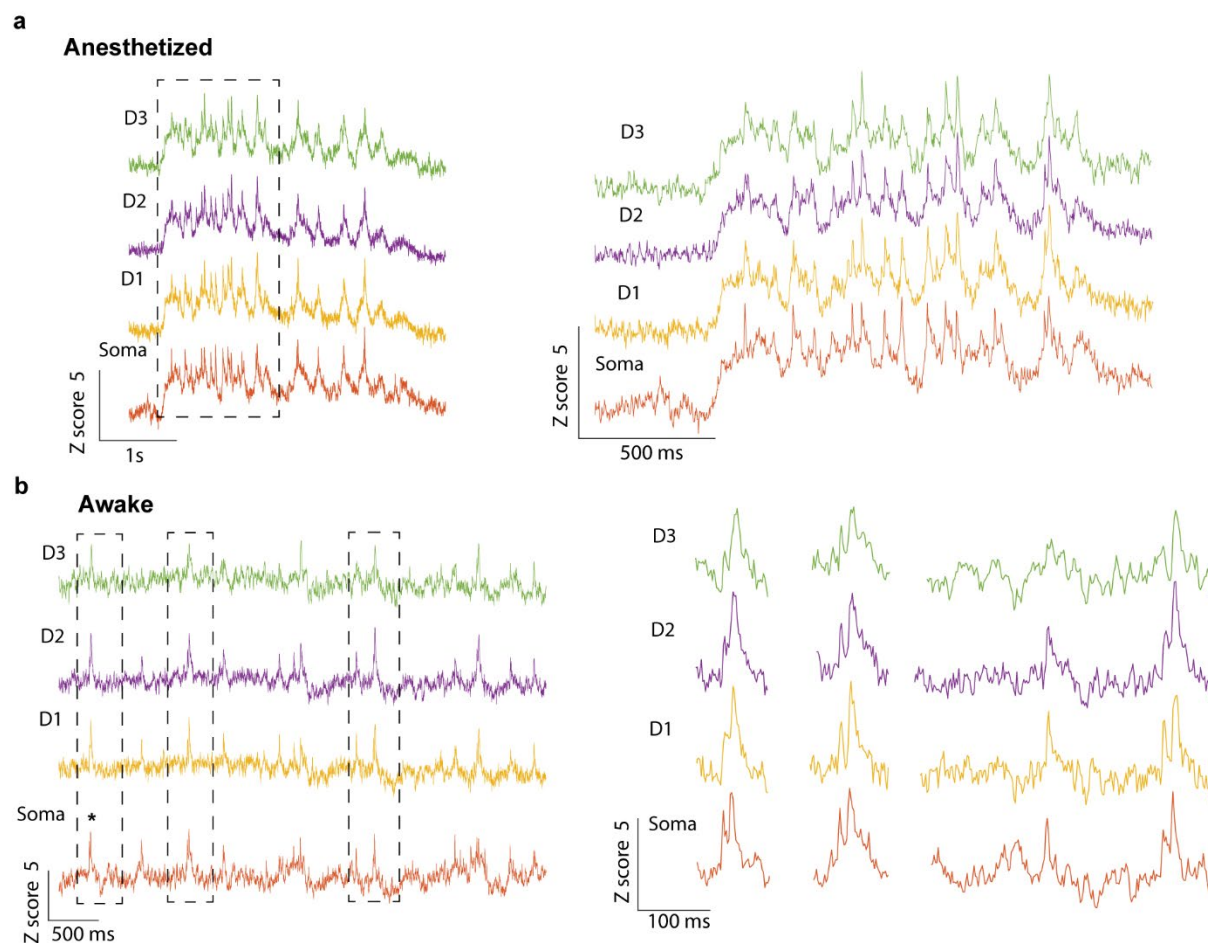 a
Anesthetized
D3
D2
D1
Soma
Z score 5
1s
D3
D2
D1
Soma
Z score 5
500 ms
b
Awake
D3
D2
D1
Soma
*
Z score 5
500 ms
D3
D2
D1
Soma
Z score 5
100 ms